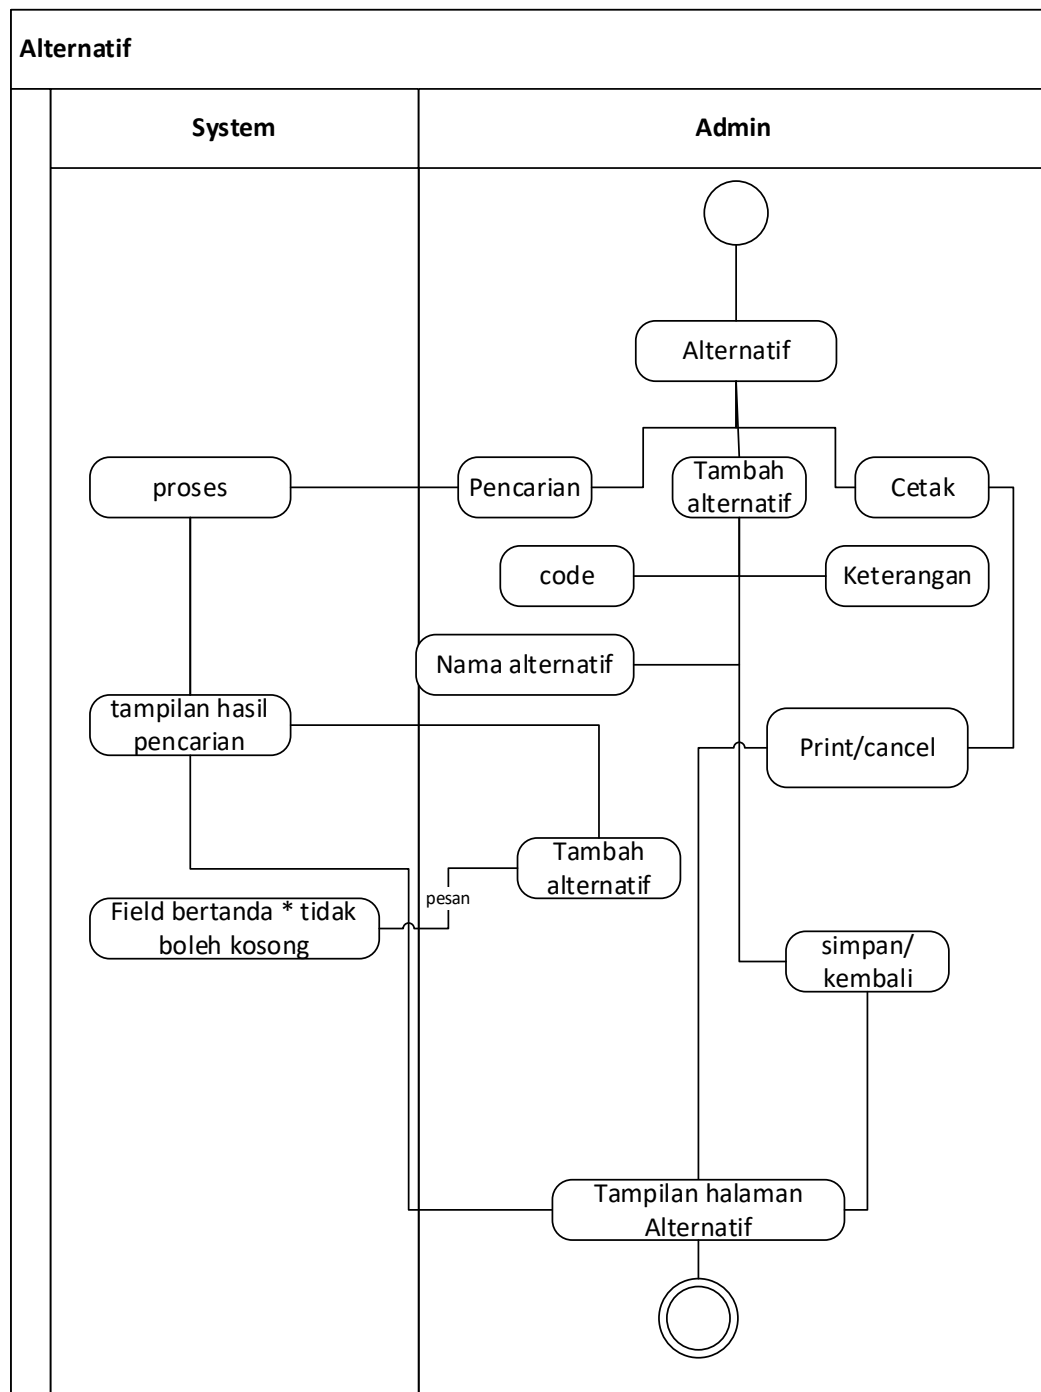 Alternatif
System
Admin
Alternatif
proses
Pencarian
Tambah
alternatif
Cetak
code
Keterangan
Nama alternatif
tampilan hasil
pencarian
Print/cancel
Tambah
alternatif
pesan
Field bertanda * tidak
boleh kosong
simpan/
kembali
Tampilan halaman
Alternatif